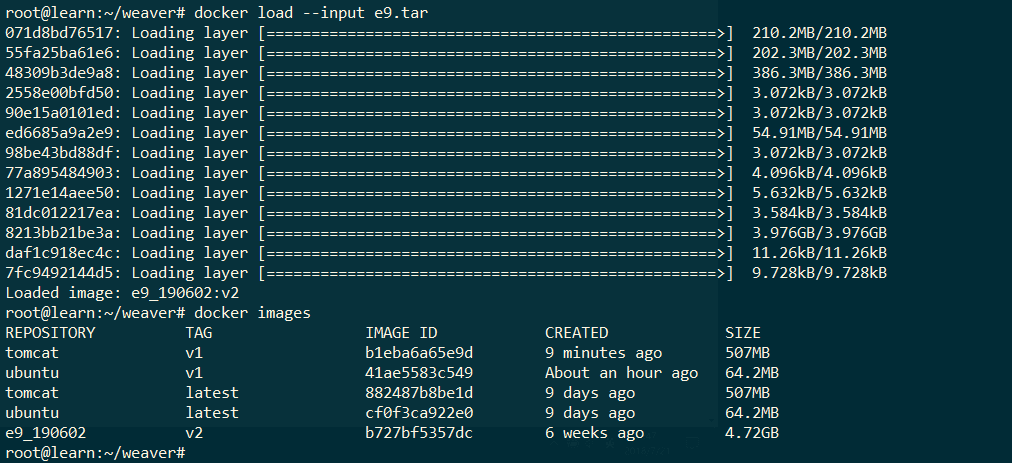 root@learn:~/weaver# docker load --input e9.tar
071d8bd76517: Loading layer [==================================================>]  210.2MB/210.2MB
55fa25ba61e6: Loading layer [==================================================>]  202.3MB/202.3MB
48309b3de9a8: Loading layer [==================================================>]  386.3MB/386.3MB
2558e00bfd50: Loading layer [==================================================>]  3.072kB/3.072kB
90e15a0101ed: Loading layer [==================================================>]  3.072kB/3.072kB
ed6685a9a2e9: Loading layer [==================================================>]  54.91MB/54.91MB
98be43bd88df: Loading layer [==================================================>]  3.072kB/3.072kB
77a895484903: Loading layer [==================================================>]  4.096kB/4.096kB
1271e14aee50: Loading layer [==================================================>]  5.632kB/5.632kB
81dc012217ea: Loading layer [==================================================>]  3.584kB/3.584kB
8213bb21be3a: Loading layer [==================================================>]  3.976GB/3.976GB
daf1c918ec4c: Loading layer [==================================================>]  11.26kB/11.26kB
7fc9492144d5: Loading layer [==================================================>]  9.728kB/9.728kB
Loaded image: e9_190602:v2
root@learn:~/weaver# docker images
REPOSITORY          TAG                 IMAGE ID            CREATED             SIZE
tomcat              v1                  b1eba6a65e9d        9 minutes ago       507MB
ubuntu              v1                  41ae5583c549        About an hour ago   64.2MB
tomcat              latest              882487b8be1d        9 days ago          507MB
ubuntu              latest              cf0f3ca922e0        9 days ago          64.2MB
e9_190602           v2                  b727bf5357dc        6 weeks ago         4.72GB
root@learn:~/weaver#